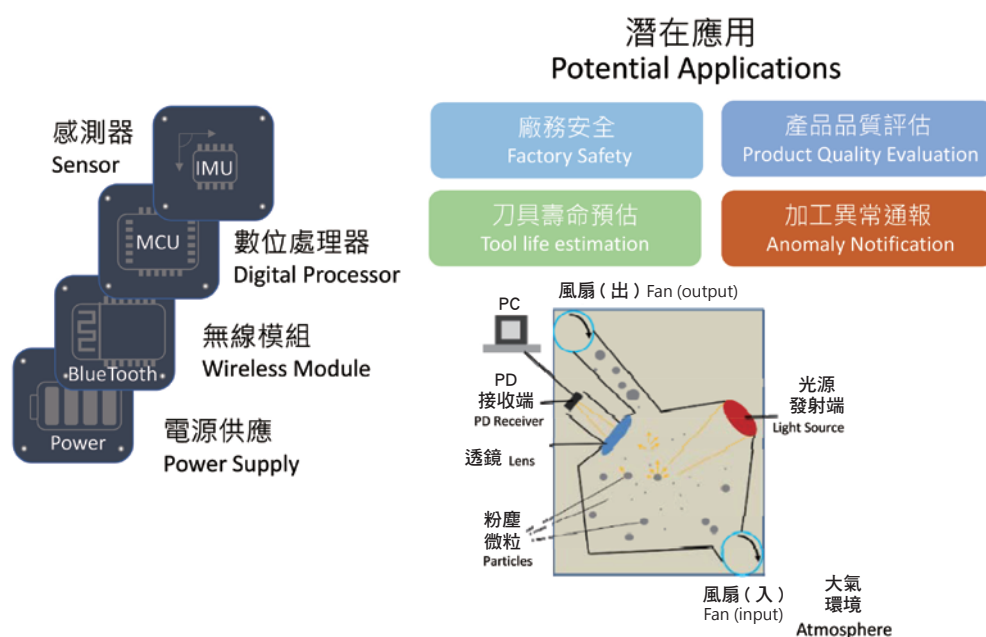 潛在應用
Potential Applications
感測器
Sensor
IMU
MCU
數位處理器
Digital Processor
BlueTooth
無線模組
Wireless Module
Power
電源供應
Power Supply
廠務安全
Factory Safety
產品品質評估
Product Quality Evaluation
刀具壽命預估
Tool life estimation
加工異常通報
Anomaly Notification
風扇 ( 出 ) Fan (output)
PC
PD
接收端
PD Receiver
光源
發射端
Light Source
透鏡 Lens
粉塵
微粒
Particles
風扇 ( 入 )
Fan (input)
大氣
環境
Atmosphere